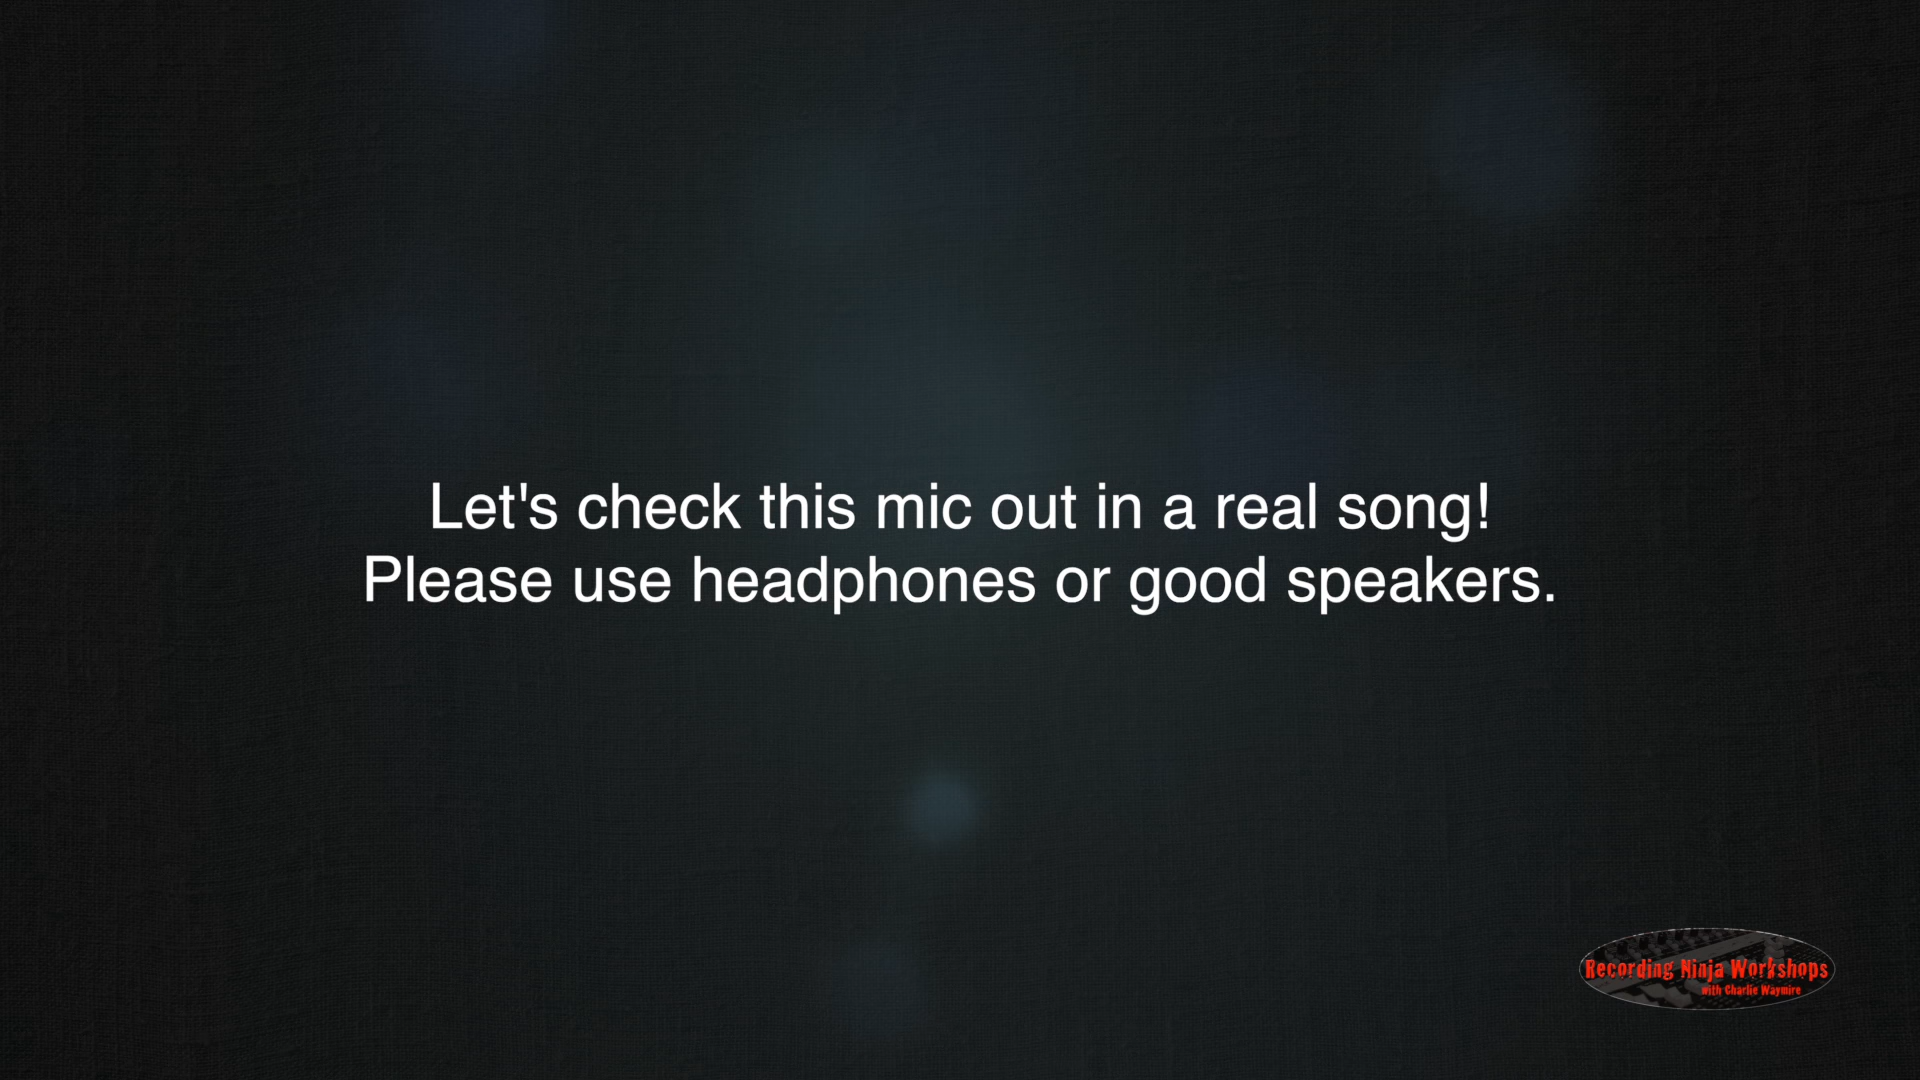 Let's check this mic out in a real song!
Please use headphones or good speakers.
Recording Ninja Workshops
with Charlie Waymire